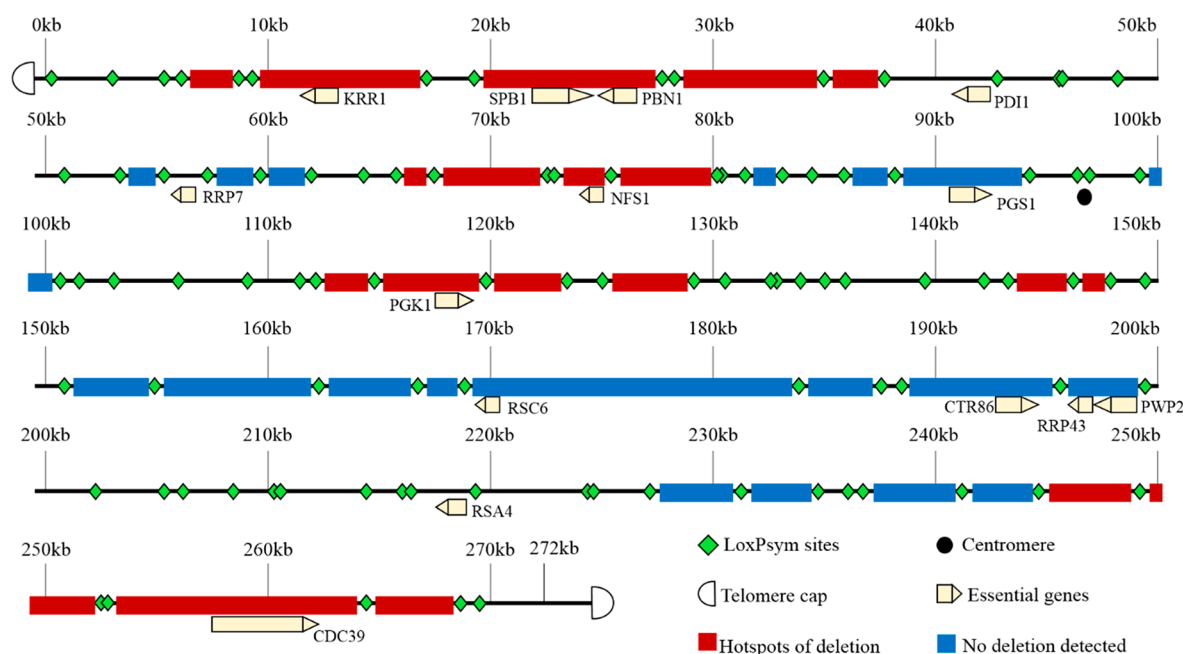 0kb 10kb 20kb 30kb 40kb 50kb
KRR1 SPB1 PBN1 PDI1
50kb 60kb 70kb 80kb 90kb 100kb
RRP7 NFS1 PGS1
100kb 110kb 120kb 130kb 140kb 150kb
PGK1
150kb 160kb 170kb 180kb 190kb 200kb
RSC6 CTR86 RRP43 PWP2
200kb 210kb 220kb 230kb 240kb 250kb
RSA4
250kb 260kb 270kb 272kb
CDC39
LoxPsym sites Centromere
Telomere cap Essential genes
Hotspots of deletion No deletion detected